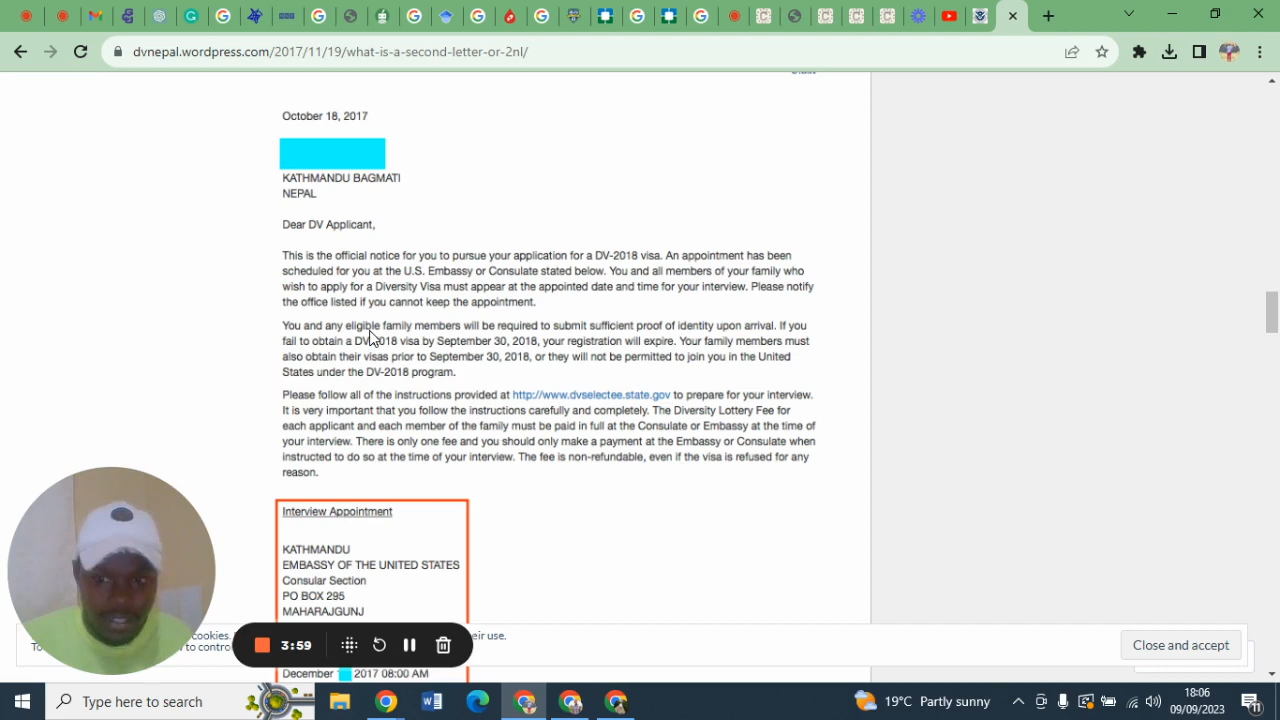 dvnepal.wordpress.com/2017/11/19/what-is-a-second-letter-or-2nl/
October 18, 2017
KATHMANDU BAGMATI
NEPAL
Dear DV Applicant,
This is the official notice for you to pursue your application for a DV-2018 visa. An appointment has been
scheduled for you at the U.S. Embassy or Consulate stated below. You and all members of your family who
wish to apply for a Diversity Visa must appear at the appointed date and time for your interview. Please notify
the office listed if you cannot keep the appointment.
You and any eligible family members will be required to submit sufficient proof of identity upon arrival. If you
fail to obtain a DV-2018 visa by September 30, 2018, your registration will expire. Your family members must
also obtain their visas prior to September 30, 2018, or they will not be permitted to join you in the United
States under the DV-2018 program.
Please follow all of the instructions provided at http://www.dvselectee.state.gov to prepare for your interview.
It is very important that you follow the instructions carefully and completely. The Diversity Lottery Fee for
each applicant and each member of the family must be paid in full at the Consulate or Embassy at the time of
your interview. There is only one fee and you should only make a payment at the Embassy or Consulate when
instructed to do so at the time of your interview. The fee is non-refundable, even if the visa is refused for any
reason.
Interview Appointment
KATHMANDU
EMBASSY OF THE UNITED STATES
Consular Section
PO BOX 295
MAHARAJGUNJ
cookies. eir use.
To contro
Close and accept
3:59
December 1 2017 08:00 AM
Type here to search
19°C Partly sunny
18:06
09/09/2023
11